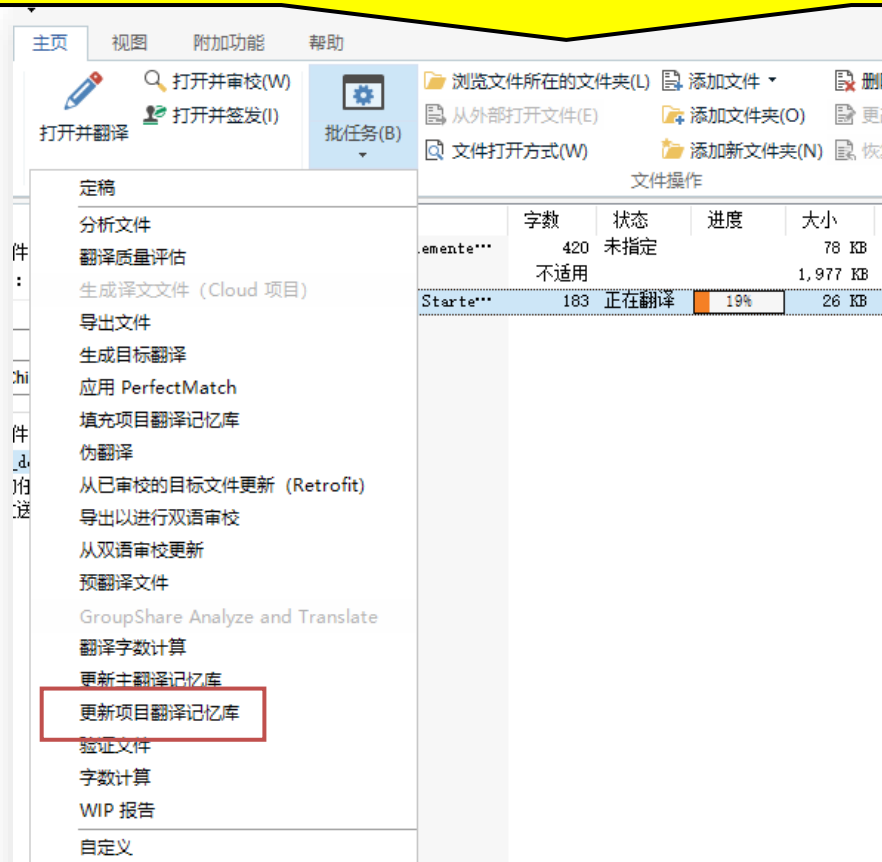 主页 视图 附加功能 帮助
打开并翻译
打开并审校(W)
打开并签发(I)
批任务(B)
浏览文件所在的文件夹(L)
从外部打开文件(E)
文件打开方式(W)
添加文件
添加文件夹(O)
添加新文件夹(N)
文件操作
定稿
分析文件
翻译质量评估
生成译文文件 (Cloud 项目)
导出文件
生成目标翻译
应用 PerfectMatch
填充项目翻译记忆库
伪翻译
从已审校的目标文件更新 (Retrofit)
导出以进行双语审校
从双语审校更新
预翻译文件
GroupShare Analyze and Translate
翻译字数计算
更新主翻译记忆库
更新项目翻译记忆库
验证文件
字数计算
WIP 报告
自定义
字数 状态 进度 大小
emente… 420 未指定 78 KB
不适用 1,977 KB
Starte… 183 正在翻译 19% 26 KB